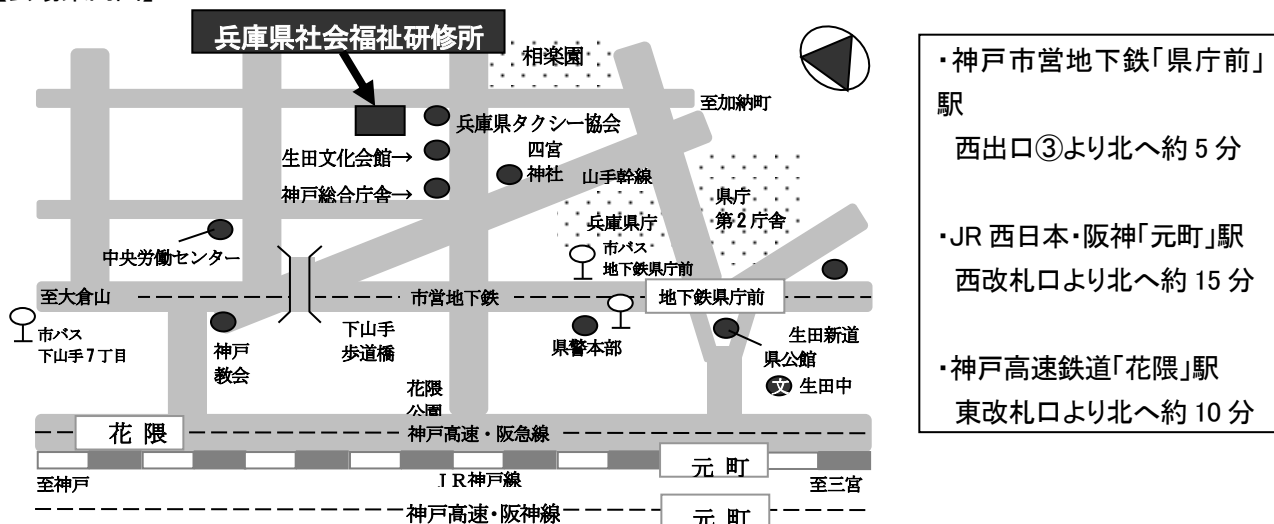 兵庫県社会福祉研修所
相楽園
至加納町
兵庫県タクシー協会
生田文化会館→
四宮
神社
山手幹線
神戸総合庁舎→
県庁
第２庁舎
兵庫県庁
中央労働センター
市バス
地下鉄県庁前
至大倉山
市営地下鉄
地下鉄県庁前
市バス
下山手７丁目
神戸
教会
下山手
歩道橋
県警本部
生田新道
県公館
文 生田中
花隈
公園
花 隈
神戸高速・阪急線
元 町
至神戸
ＪＲ神戸線
至三宮
神戸高速・阪神線
元 町
・神戸市営地下鉄｢県庁前｣
駅
西出口③より北へ約 5 分
・JR 西日本・阪神｢元町｣駅
西改札口より北へ約 15 分
・神戸高速鉄道｢花隈｣駅
東改札口より北へ約 10 分